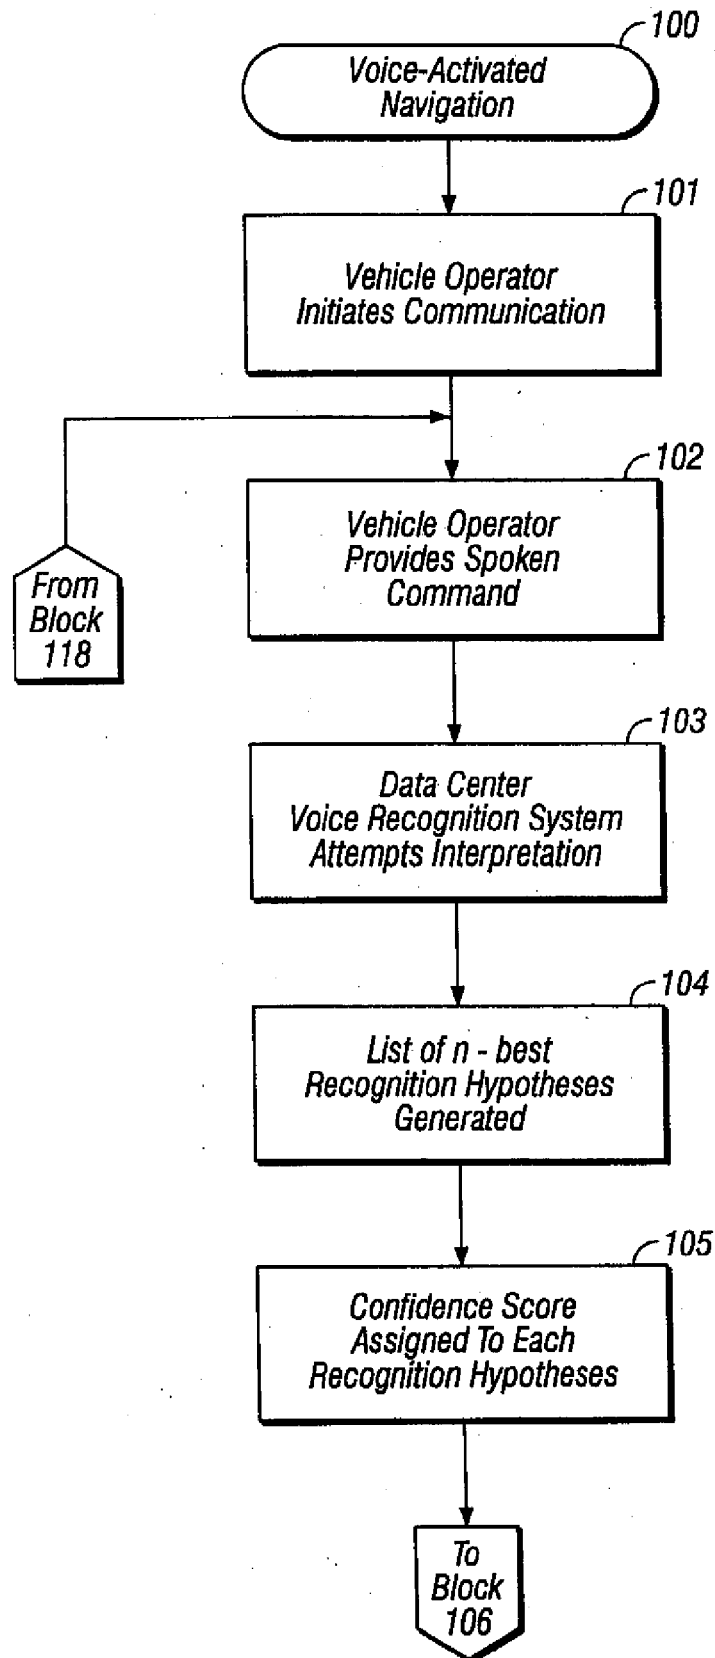 100
Voice-Activated
Navigation
101
Vehicle Operator
Initiates Communication
102
Vehicle Operator
Provides Spoken
Command
From
Block
118
103
Data Center
Voice Recognition System
Attempts Interpretation
104
List of n - best
Recognition Hypotheses
Generated
105
Confidence Score
Assigned To Each
Recognition Hypotheses
To
Block
106